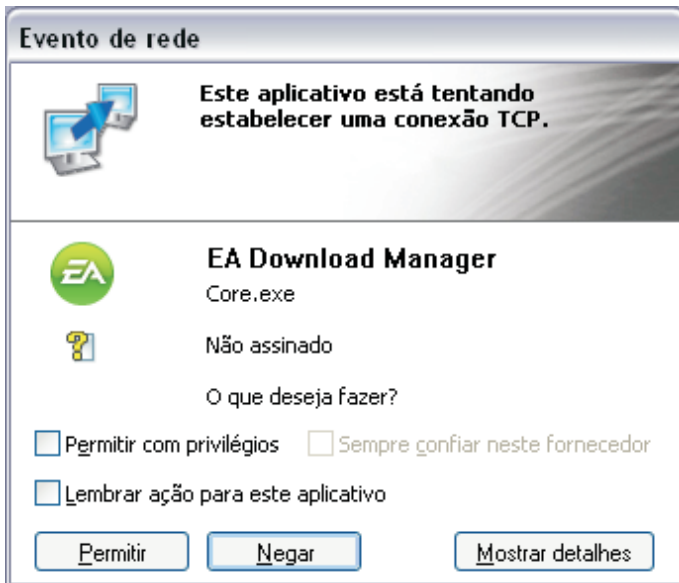 Evento de rede
Este aplicativo está tentando
estabelecer uma conexão TCP.
EA
EA Download Manager
Core.exe
Não assinado
O que deseja fazer?
Permitir com privilégios Sempre confiar neste fornecedor
Lembrar ação para este aplicativo
Permitir Negar Mostrar detalhes